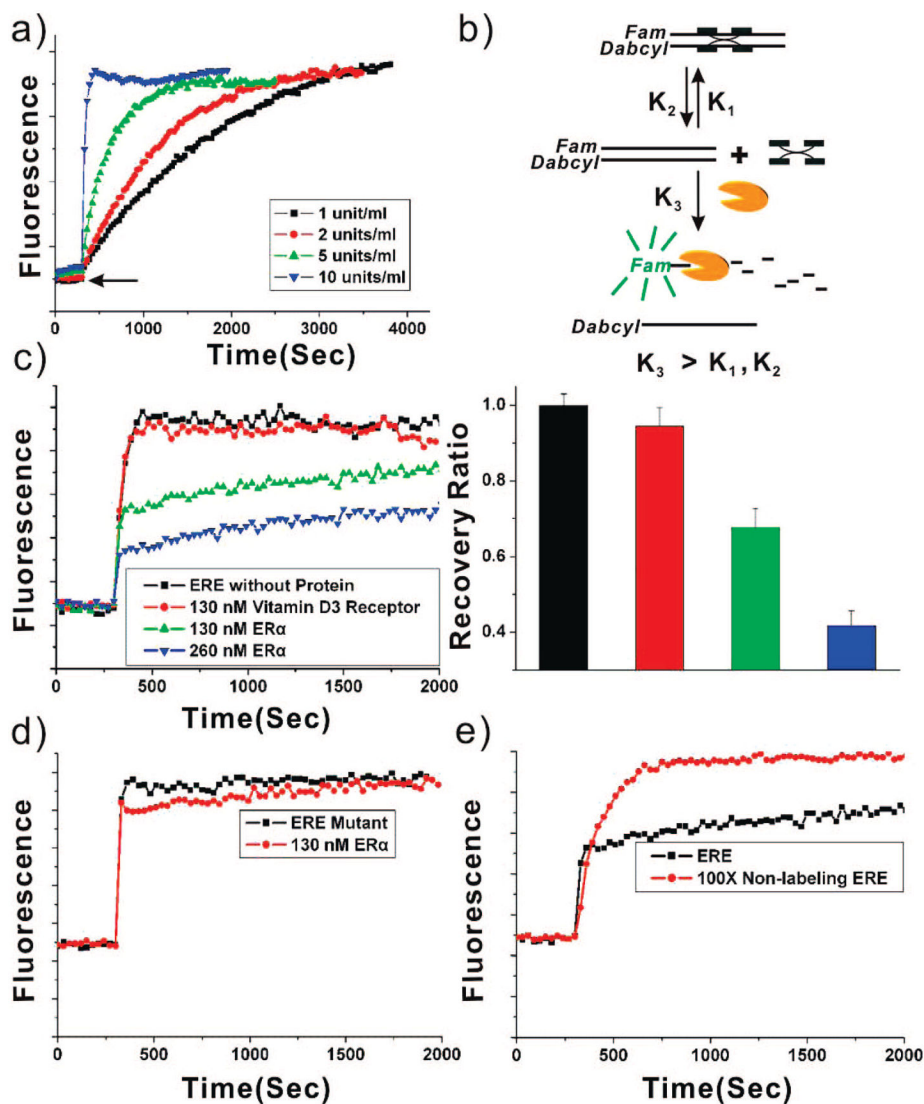 a)
Fluorescence
1 unit/ml
2 units/ml
5 units/ml
10 units/ml
0 1000 2000 3000 4000
Time(Sec)
b)
Fam
Dabcyl
K2 K1
Fam
Dabcyl
+
K3
Fam
Dabcyl
K3 > K1, K2
c)
Fluorescence
ERE without Protein
130 nM Vitamin D3 Receptor
130 nM ERα
260 nM ERα
0 500 1000 1500 2000
Time(Sec)
Recovery Ratio
1.0
0.8
0.6
0.4
d)
Fluorescence
ERE Mutant
130 nM ERα
0 500 1000 1500 2000
Time(Sec)
e)
Fluorescence
ERE
100X Non-labeling ERE
0 500 1000 1500 2000
Time(Sec)